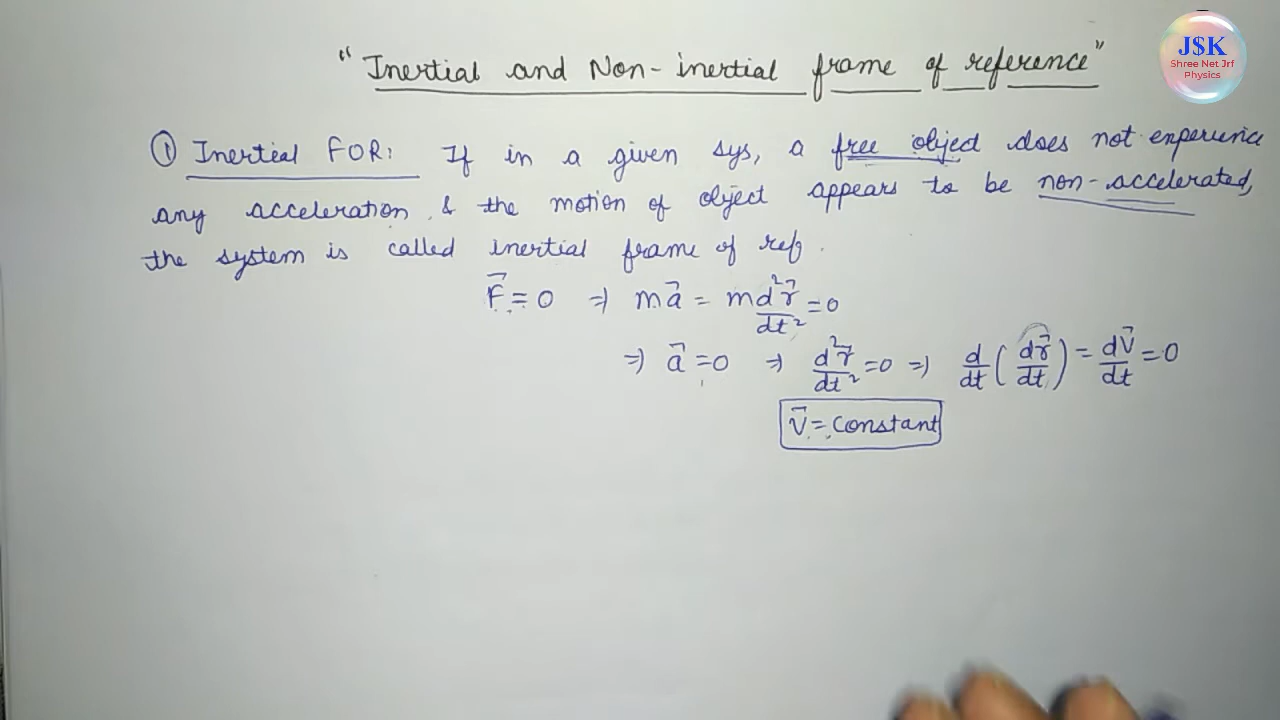 J$K
Shree Net Jrf
Physics
"Inertial and Non-inertial frame of reference"
① Inertial FOR: If in a given sys, a free object does not experience
any acceleration & the motion of object appears to be non-accelerated,
the system is called inertial frame of ref.
F⃗ = 0 ⇒ ma⃗ = m d²r⃗/dt² = 0
⇒ a⃗ = 0 ⇒ d²r⃗/dt² = 0 ⇒ d/dt (dr⃗/dt) = dv⃗/dt = 0
v⃗ = Constant